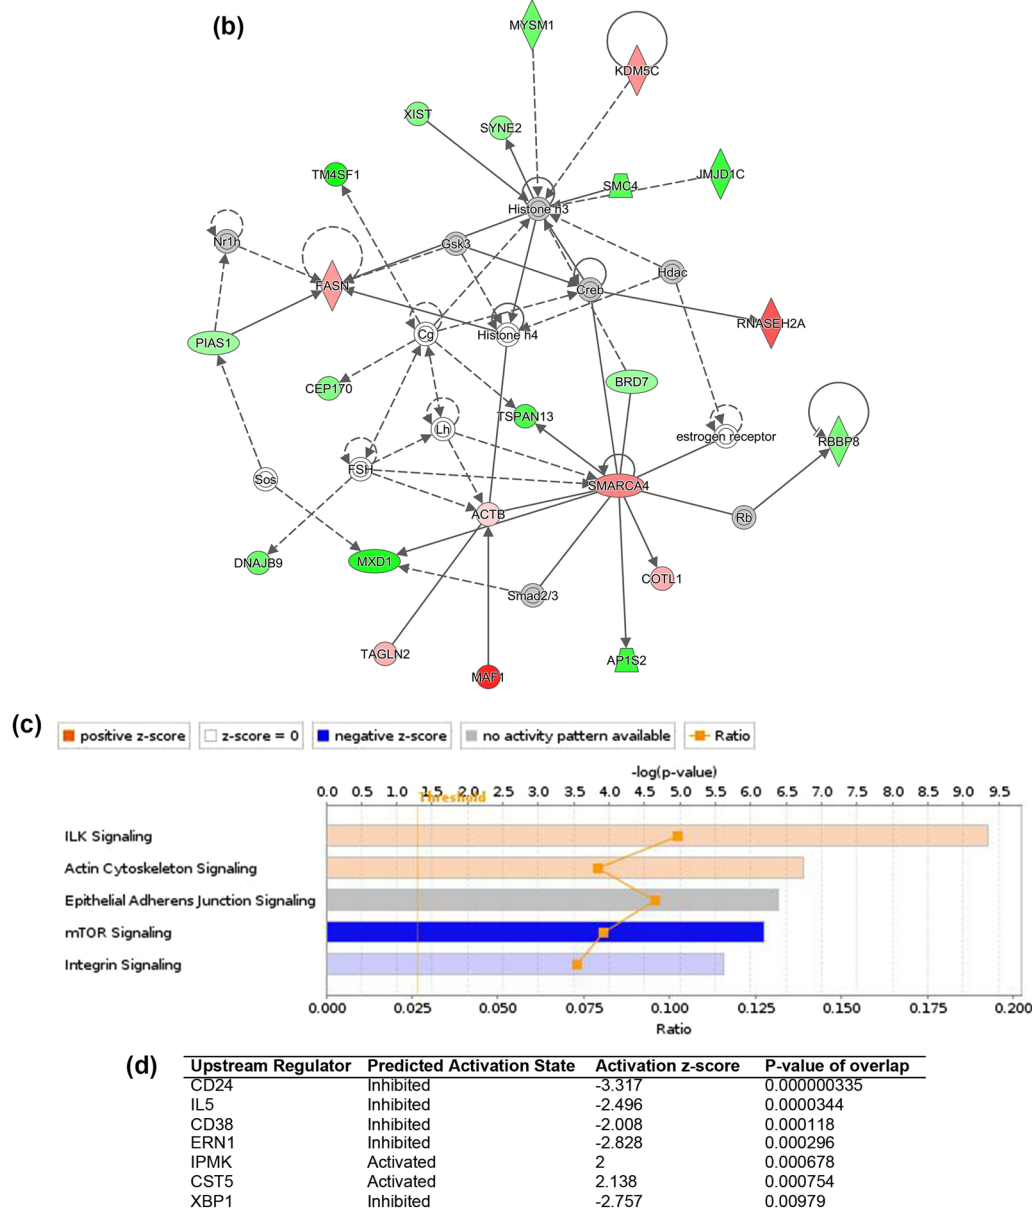 (b)
MYSM1
KDM5C
XIST
SYNE2
TM4SF1
SMC4
JMJD1C
Histone h3
Nr1h
Gsk3
FASN
Creb
Hdac
RNASEH2A
PIAS1
Cg
Histone h4
CEP170
BRD7
TSPAN13
Lh
estrogen receptor
RBBP8
FSH
Sos
SMARCA4
ACTB
Rb
DNAJB9
MXD1
COTL1
Smad2/3
TAGLN2
MAF1
AP1S2
(c)
positive z-score z-score = 0 negative z-score no activity pattern available Ratio
-log(p-value)
0.0 0.5 1.0 1.5 2.0 2.5 3.0 3.5 4.0 4.5 5.0 5.5 6.0 6.5 7.0 7.5 8.0 8.5 9.0 9.5
Threshold
ILK Signaling
Actin Cytoskeleton Signaling
Epithelial Adherens Junction Signaling
mTOR Signaling
Integrin Signaling
0.000 0.025 0.050 0.075 0.100 0.125 0.150 0.175 0.200
Ratio
(d)
Upstream Regulator Predicted Activation State Activation z-score P-value of overlap
CD24 Inhibited -3.317 0.000000335
IL5 Inhibited -2.496 0.0000344
CD38 Inhibited -2.008 0.000118
ERN1 Inhibited -2.828 0.000296
IPMK Activated 2 0.000678
CST5 Activated 2.138 0.000754
XBP1 Inhibited -2.757 0.00979